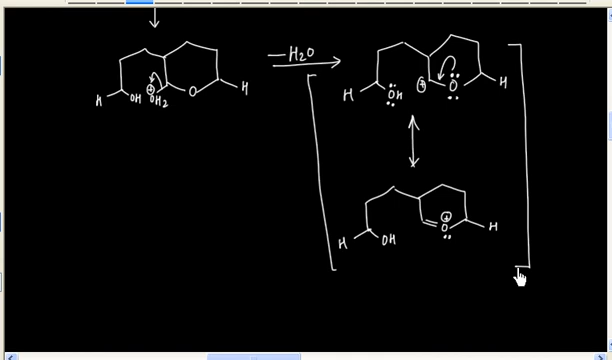 —H₂O
H OH ⊕ OH₂ O H
H OH ⊕ O H
⊕
H OH O H